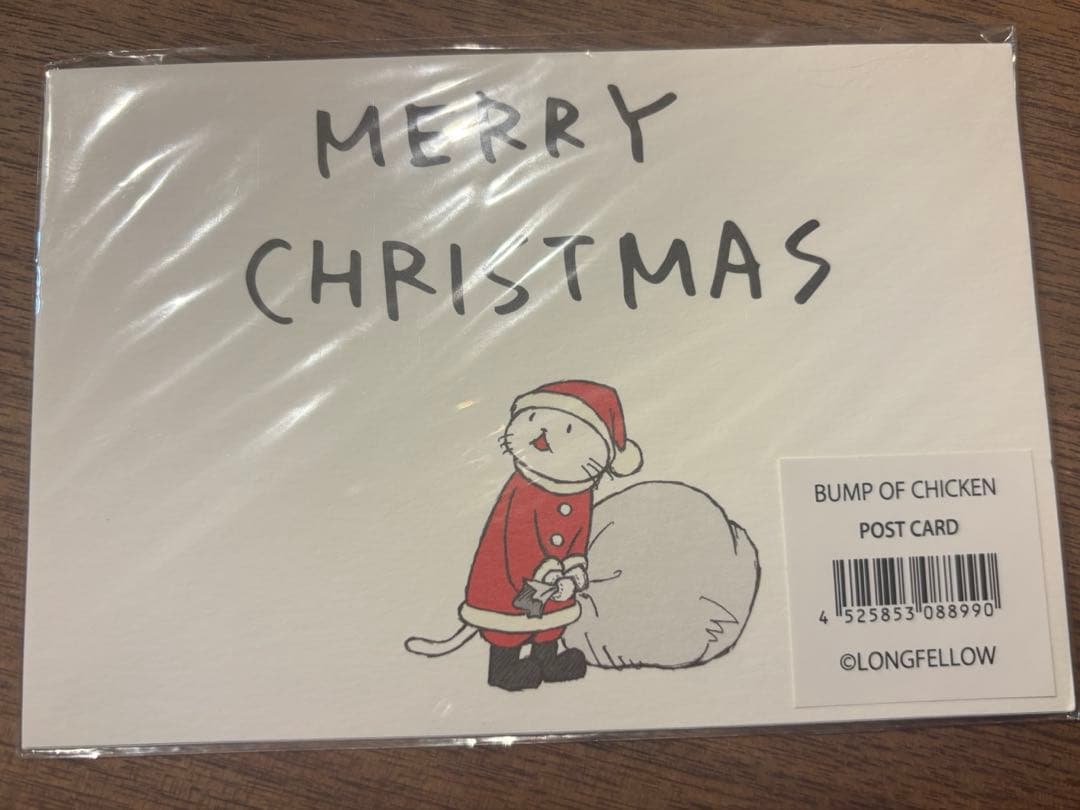 MERRY
CHRISTMAS
BUMP OF CHICKEN
POST CARD
4 525853 088990
©LONGFELLOW